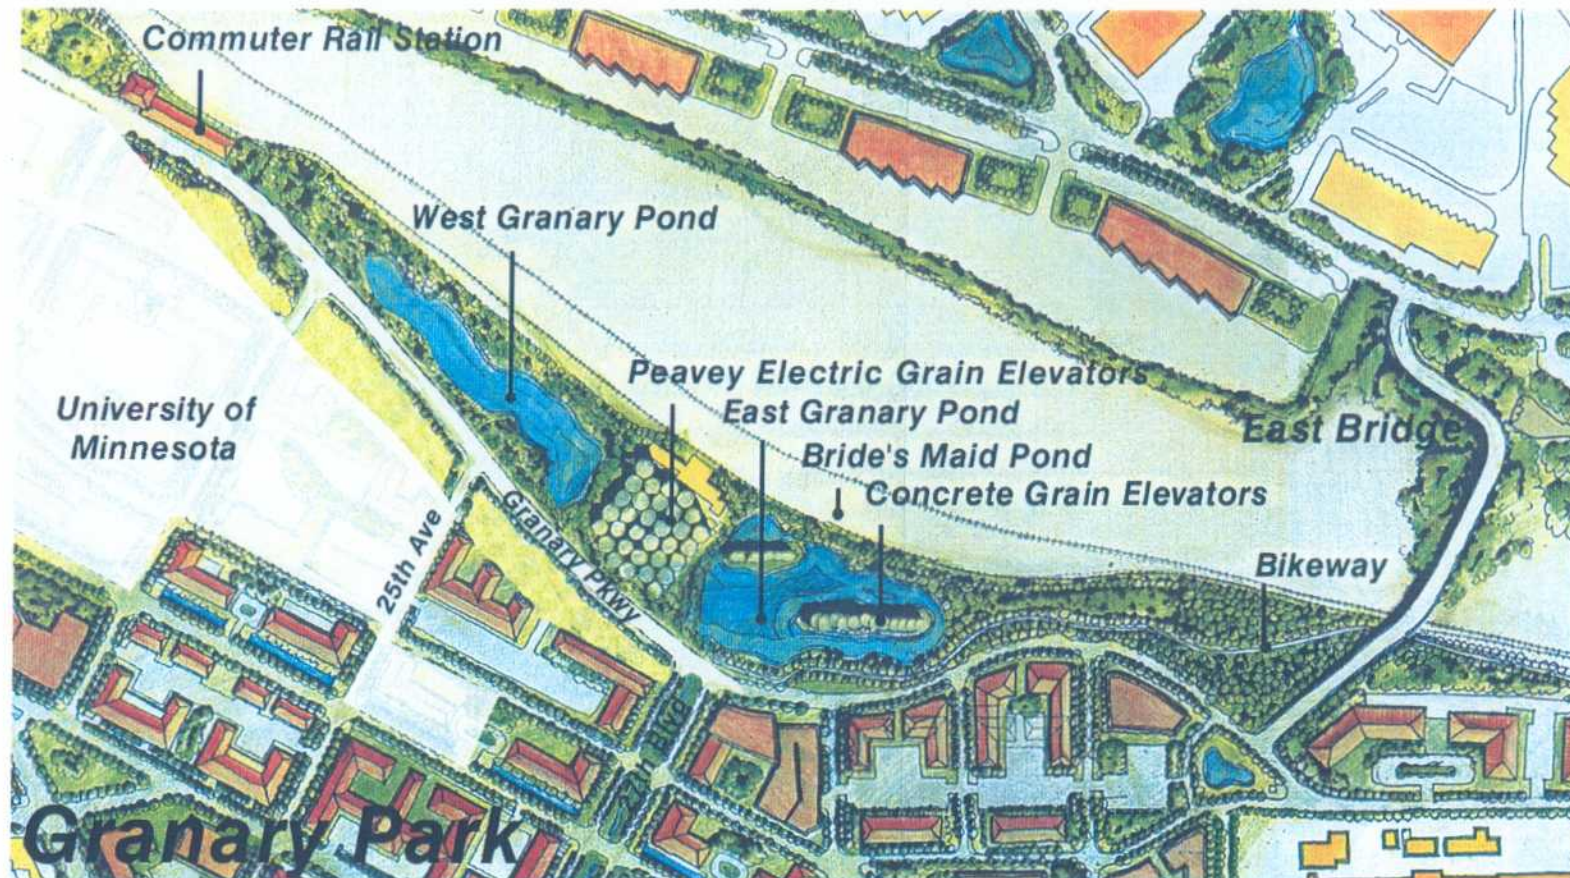 Commuter Rail Station
West Granary Pond
Peavey Electric Grain Elevators
East Granary Pond
East Bridge
Bride's Maid Pond
Concrete Grain Elevators
University of
Minnesota
25th Ave
Granary Pkwy
Bikeway
Granary Park